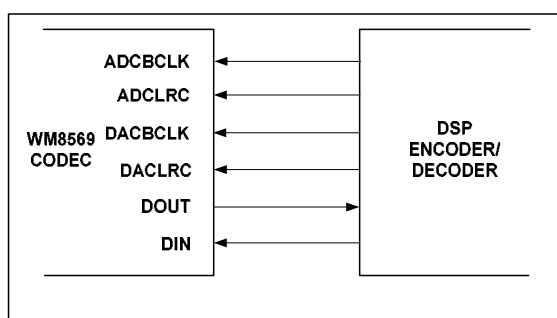 ADCBCLK
ADCLRC
WM8569
CODEC
DACBCLK
DACLRC
DOUT
DIN
DSP
ENCODER/
DECODER